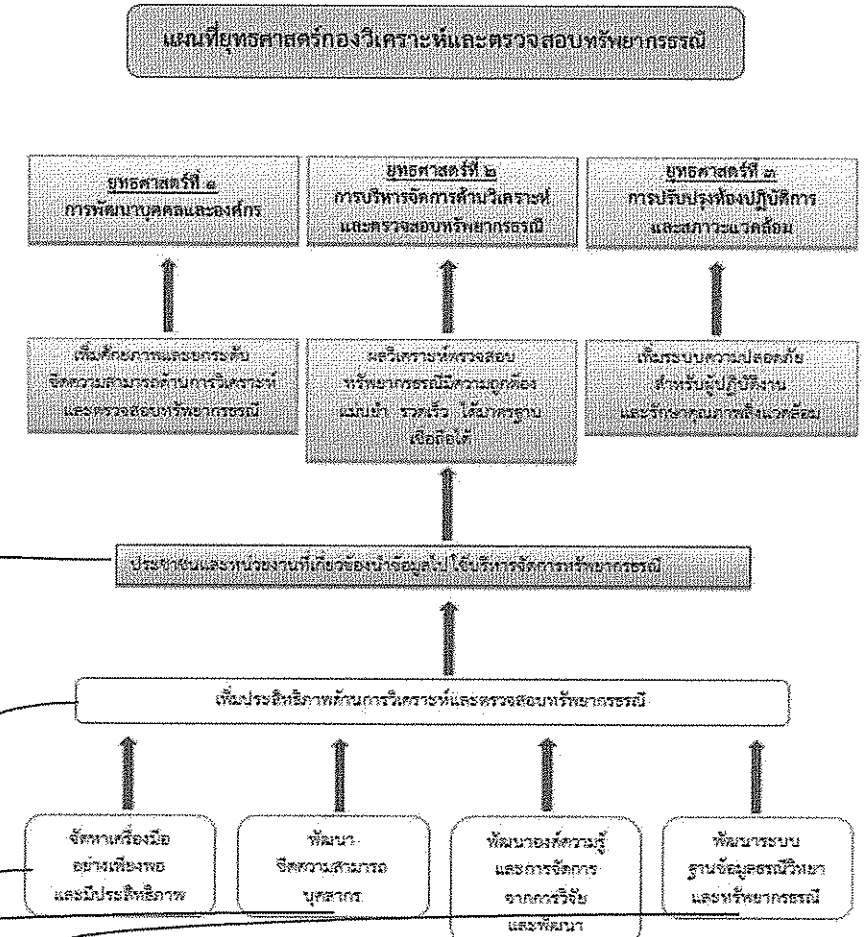 แผนที่ยุทธศาสตร์กองวิเคราะห์และตรวจสอบทรัพยากรธรณี
ยุทธศาสตร์ที่ ๑
การพัฒนาบุคคลและองค์กร
ยุทธศาสตร์ที่ ๒
การบริหารจัดการด้านวิเคราะห์
และตรวจสอบทรัพยากรธรณี
ยุทธศาสตร์ที่ ๓
การปรับปรุงห้องปฏิบัติการ
และสภาวะแวดล้อม
เพิ่มศักยภาพและยกระดับ
ขีดความสามารถด้านการวิเคราะห์
และตรวจสอบทรัพยากรธรณี
ผลวิเคราะห์ตรวจสอบ
ทรัพยากรธรณีมีความถูกต้อง
แม่นยำ รวดเร็ว ได้มาตรฐาน
เชื่อถือได้
เพิ่มระบบความปลอดภัย
สำหรับผู้ปฏิบัติงาน
และรักษาคุณภาพสิ่งแวดล้อม
ประชาชนและหน่วยงานที่เกี่ยวข้องนำข้อมูลไปใช้บริหารจัดการทรัพยากรธรณี
เพิ่มประสิทธิภาพด้านการวิเคราะห์และตรวจสอบทรัพยากรธรณี
จัดหาเครื่องมือ
อย่างเพียงพอ
และมีประสิทธิภาพ
พัฒนา
ขีดความสามารถ
บุคลากร
พัฒนาองค์ความรู้
และการจัดการ
จากการวิจัย
และพัฒนา
พัฒนาระบบ
ฐานข้อมูลธรณีวิทยา
และทรัพยากรธรณี